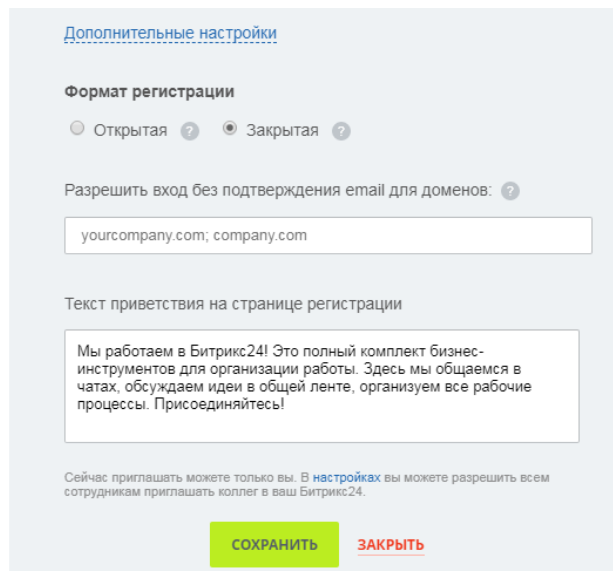 Дополнительные настройки
Формат регистрации
Открытая ? Закрытая ?
Разрешить вход без подтверждения email для доменов: ?
yourcompany.com; company.com
Текст приветствия на странице регистрации
Мы работаем в Битрикс24! Это полный комплект бизнес-
инструментов для организации работы. Здесь мы общаемся в
чатах, обсуждаем идеи в общей ленте, организуем все рабочие
процессы. Присоединяйтесь!
Сейчас приглашать можете только вы. В настройках вы можете разрешить всем
сотрудникам приглашать коллег в ваш Битрикс24.
СОХРАНИТЬ ЗАКРЫТЬ